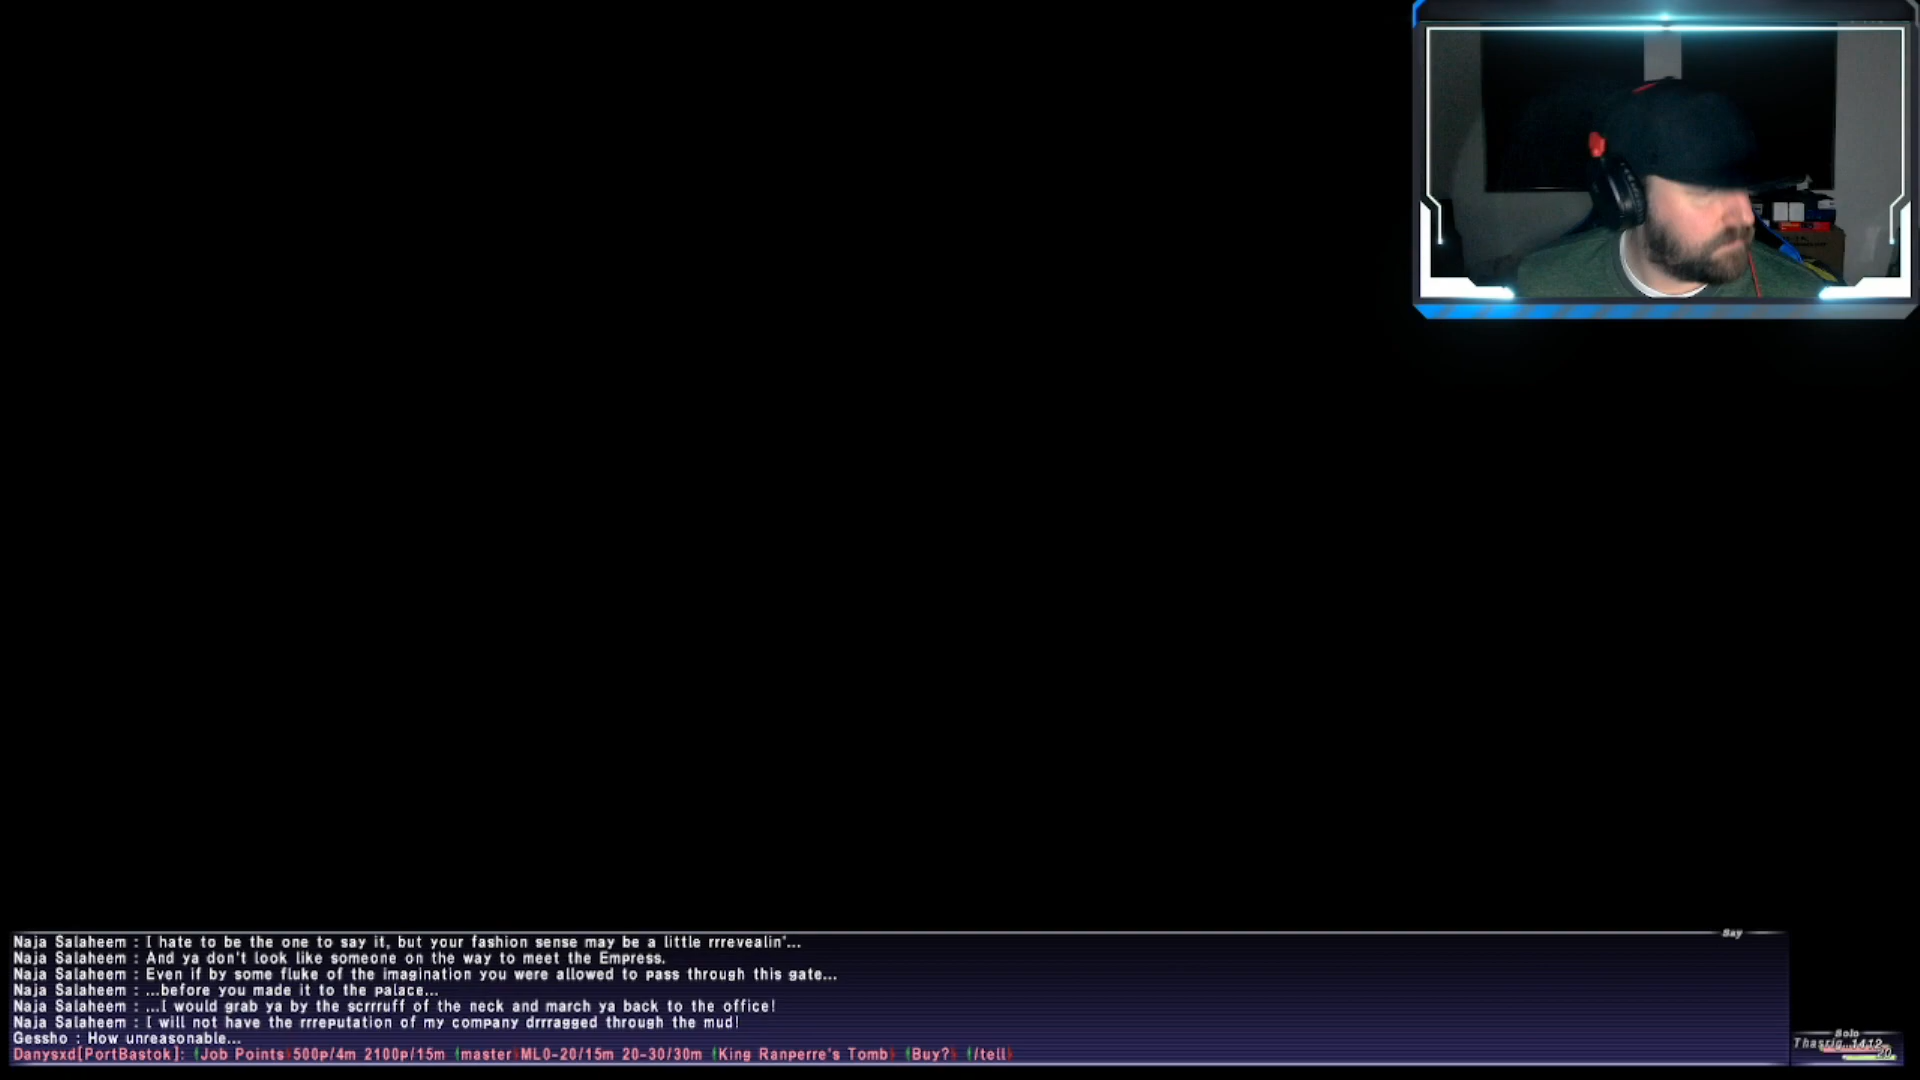 Say
Naja Salaheem : I hate to be the one to say it, but your fashion sense may be a little rrrevealin'...
Naja Salaheem : And ya don't look like someone on the way to meet the Empress.
Naja Salaheem : Even if by some fluke of the imagination you were allowed to pass through this gate...
Naja Salaheem : ...before you made it to the palace...
Naja Salaheem : ...I would grab ya by the scrrruff of the neck and march ya back to the office!
Naja Salaheem : I will not have the rrreputation of my company drrragged through the mud!
Gessho : How unreasonable...
Danysxd[PortBastok]: {Job Points} 500p/4m 2100p/15m {master} ML0-20/15m 20-30/30m {King Ranperre's Tomb} {Buy?} {/tell}
Solo
Thasrig 1412
20